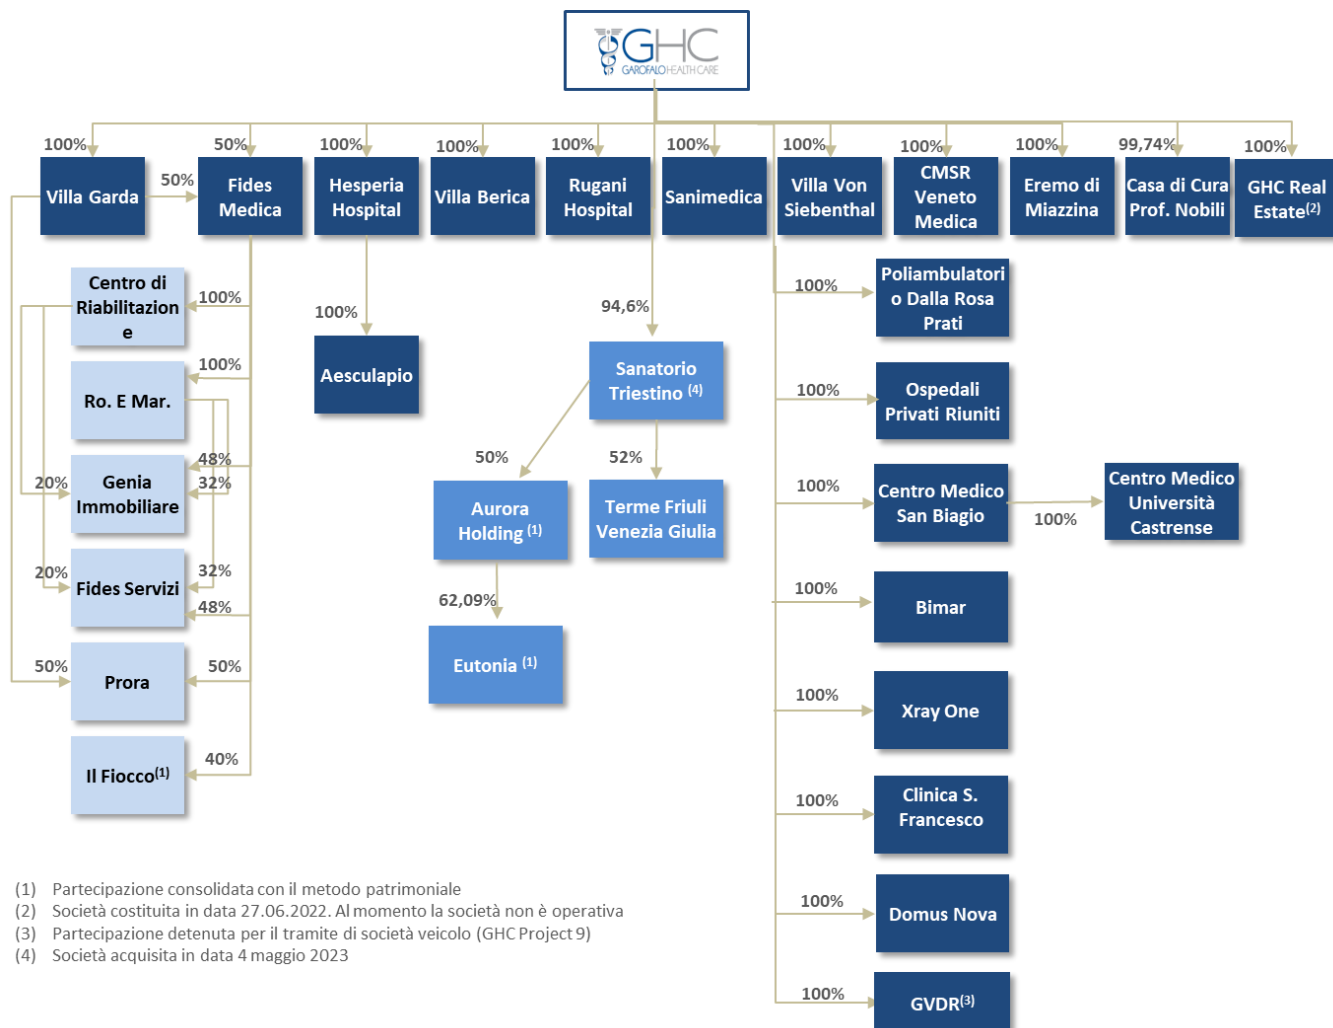 GHC
GAROFALO HEALTH CARE
100%
50%
100%
100%
100%
100%
100%
100%
100%
99,74%
100%
Villa Garda
50%
Fides
Medica
Hesperia
Hospital
Villa Berica
Rugani
Hospital
Sanimedica
Villa Von
Siebenthal
CMSR
Veneto
Medica
Eremo di
Miazzina
Casa di Cura
Prof. Nobili
GHC Real
Estate(2)
Centro di
Riabilitazion
e
100%
100%
Ro. E Mar.
48%
20%
Genia
Immobiliare
32%
20%
Fides Servizi
32%
48%
50%
Prora
50%
Il Fiocco(1)
40%
100%
Aesculapio
94,6%
Sanatorio
Triestino (4)
50%
52%
Aurora
Holding (1)
Terme Friuli
Venezia Giulia
62,09%
Eutonia (1)
100%
Poliambulatori
o Dalla Rosa
Prati
100%
Ospedali
Privati Riuniti
100%
Centro Medico
San Biagio
100%
Centro Medico
Università
Castrense
100%
Bimar
100%
Xray One
100%
Clinica S.
Francesco
100%
Domus Nova
100%
GVDR(3)
(1) Partecipazione consolidata con il metodo patrimoniale
(2) Società costituita in data 27.06.2022. Al momento la società non è operativa
(3) Partecipazione detenuta per il tramite di società veicolo (GHC Project 9)
(4) Società acquisita in data 4 maggio 2023